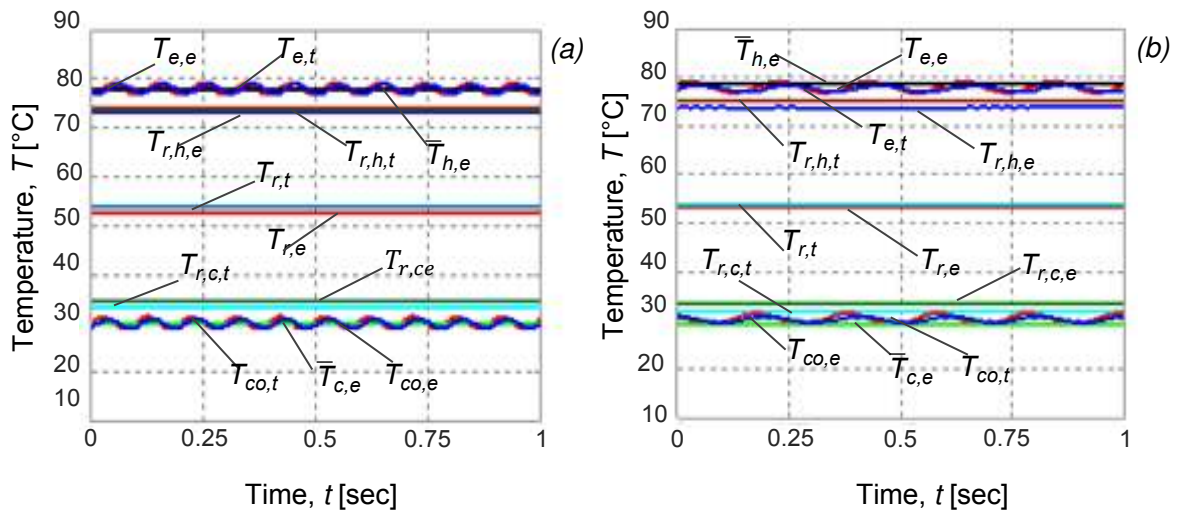 90
80
70
60
50
40
30
20
10
Temperature, T [°C]
(a)
T_e,e
T_e,t
T_r,h,e
T_r,h,t
T̅_h,e
T_r,t
T_r,e
T_r,c,t
T_r,ce
T_co,t
T̅_c,e
T_co,e
0 0.25 0.5 0.75 1
Time, t [sec]
90
80
70
60
50
40
30
20
10
Temperature, T [°C]
(b)
T̅_h,e
T_e,e
T_r,h,t
T_e,t
T_r,h,e
T_r,t
T_r,e
T_r,c,t
T_r,c,e
T_co,e
T̅_c,e
T_co,t
0 0.25 0.5 0.75 1
Time, t [sec]